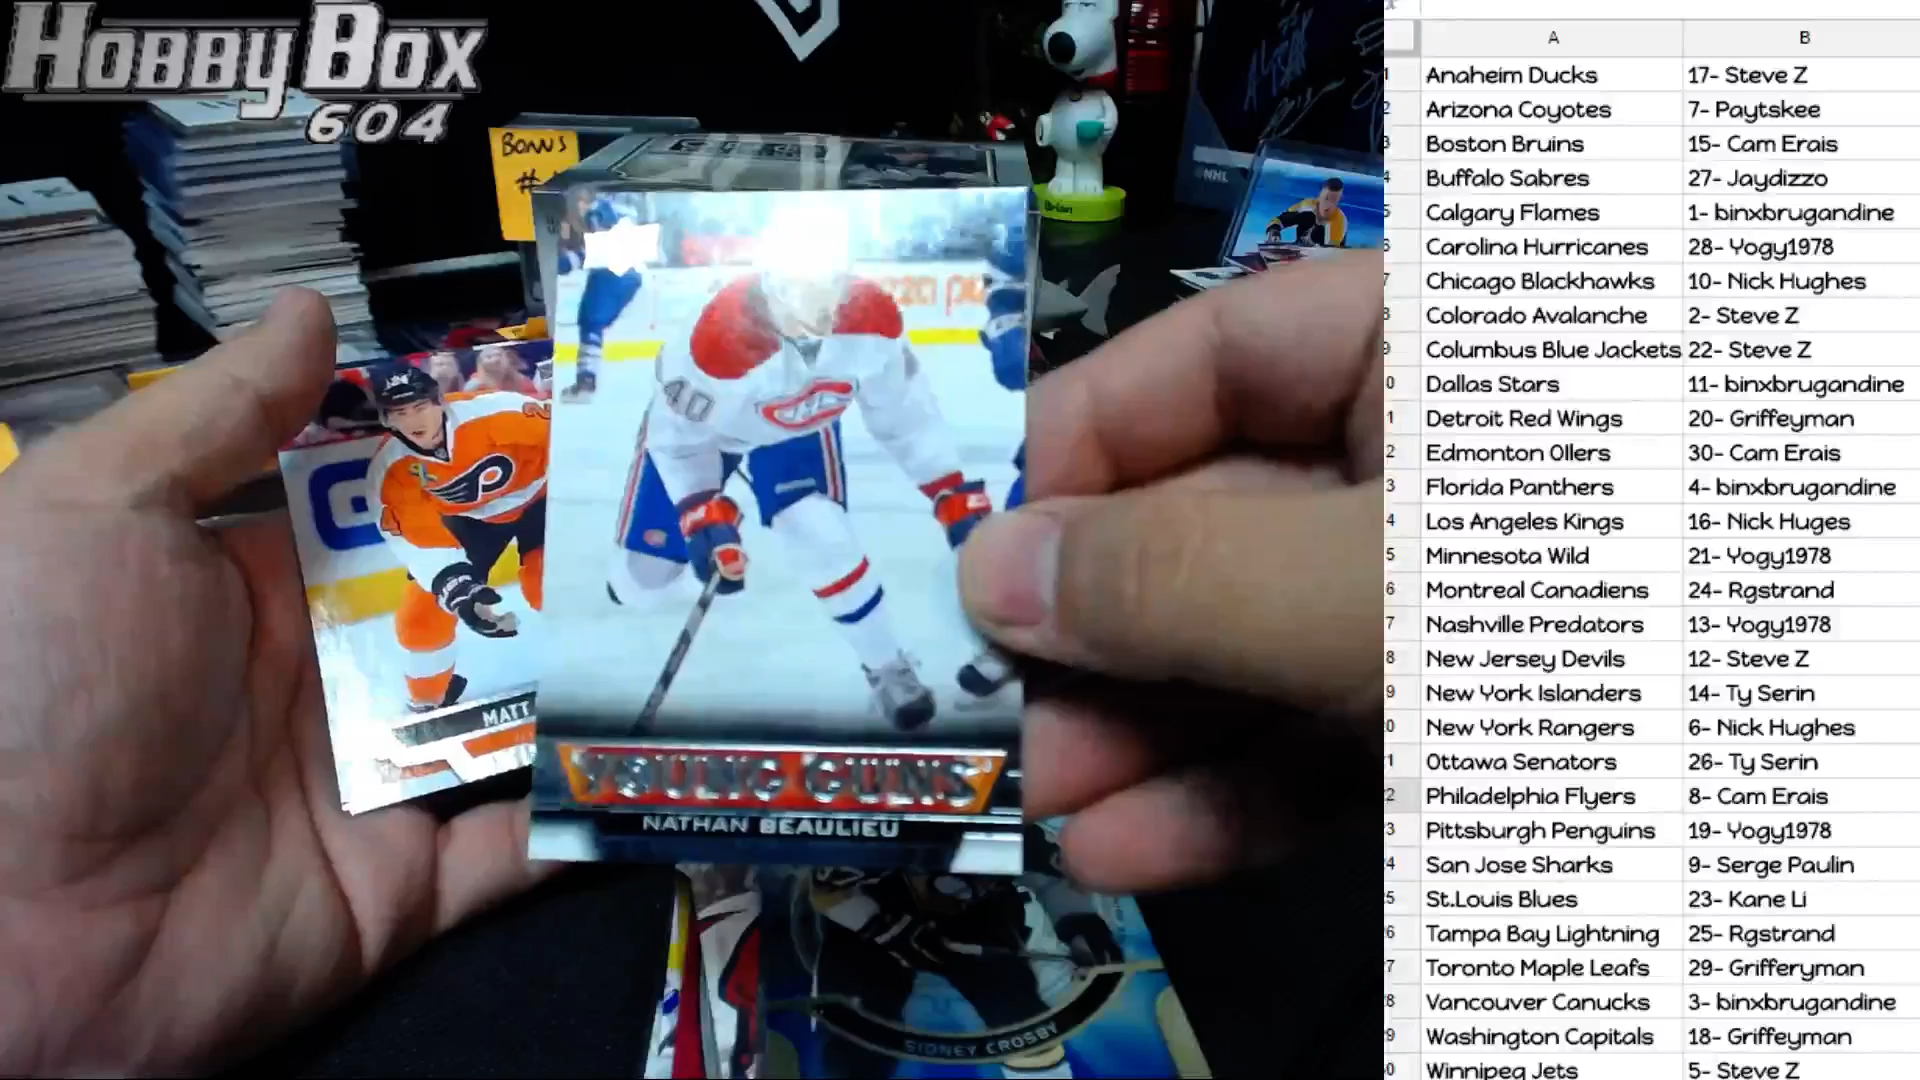 HOBBY BOX
604
BONUS
#
NHL
Brian
40
MATT
YOUNG GUNS
NATHAN BEAULIEU
SIDNEY CROSBY
A B
Anaheim Ducks 17- Steve Z
Arizona Coyotes 7- Paytskee
Boston Bruins 15- Cam Erais
Buffalo Sabres 27- Jaydizzo
Calgary Flames 1- binxbrugandine
Carolina Hurricanes 28- Yogy1978
Chicago Blackhawks 10- Nick Hughes
Colorado Avalanche 2- Steve Z
Columbus Blue Jackets 22- Steve Z
Dallas Stars 11- binxbrugandine
Detroit Red Wings 20- Griffeyman
Edmonton Ollers 30- Cam Erais
Florida Panthers 4- binxbrugandine
Los Angeles Kings 16- Nick Huges
Minnesota Wild 21- Yogy1978
Montreal Canadiens 24- Rgstrand
Nashville Predators 13- Yogy1978
New Jersey Devils 12- Steve Z
New York Islanders 14- Ty Serin
New York Rangers 6- Nick Hughes
Ottawa Senators 26- Ty Serin
Philadelphia Flyers 8- Cam Erais
Pittsburgh Penguins 19- Yogy1978
San Jose Sharks 9- Serge Paulin
St.Louis Blues 23- Kane Li
Tampa Bay Lightning 25- Rgstrand
Toronto Maple Leafs 29- Grifferyman
Vancouver Canucks 3- binxbrugandine
Washington Capitals 18- Griffeyman
Winnipeg Jets 5- Steve Z